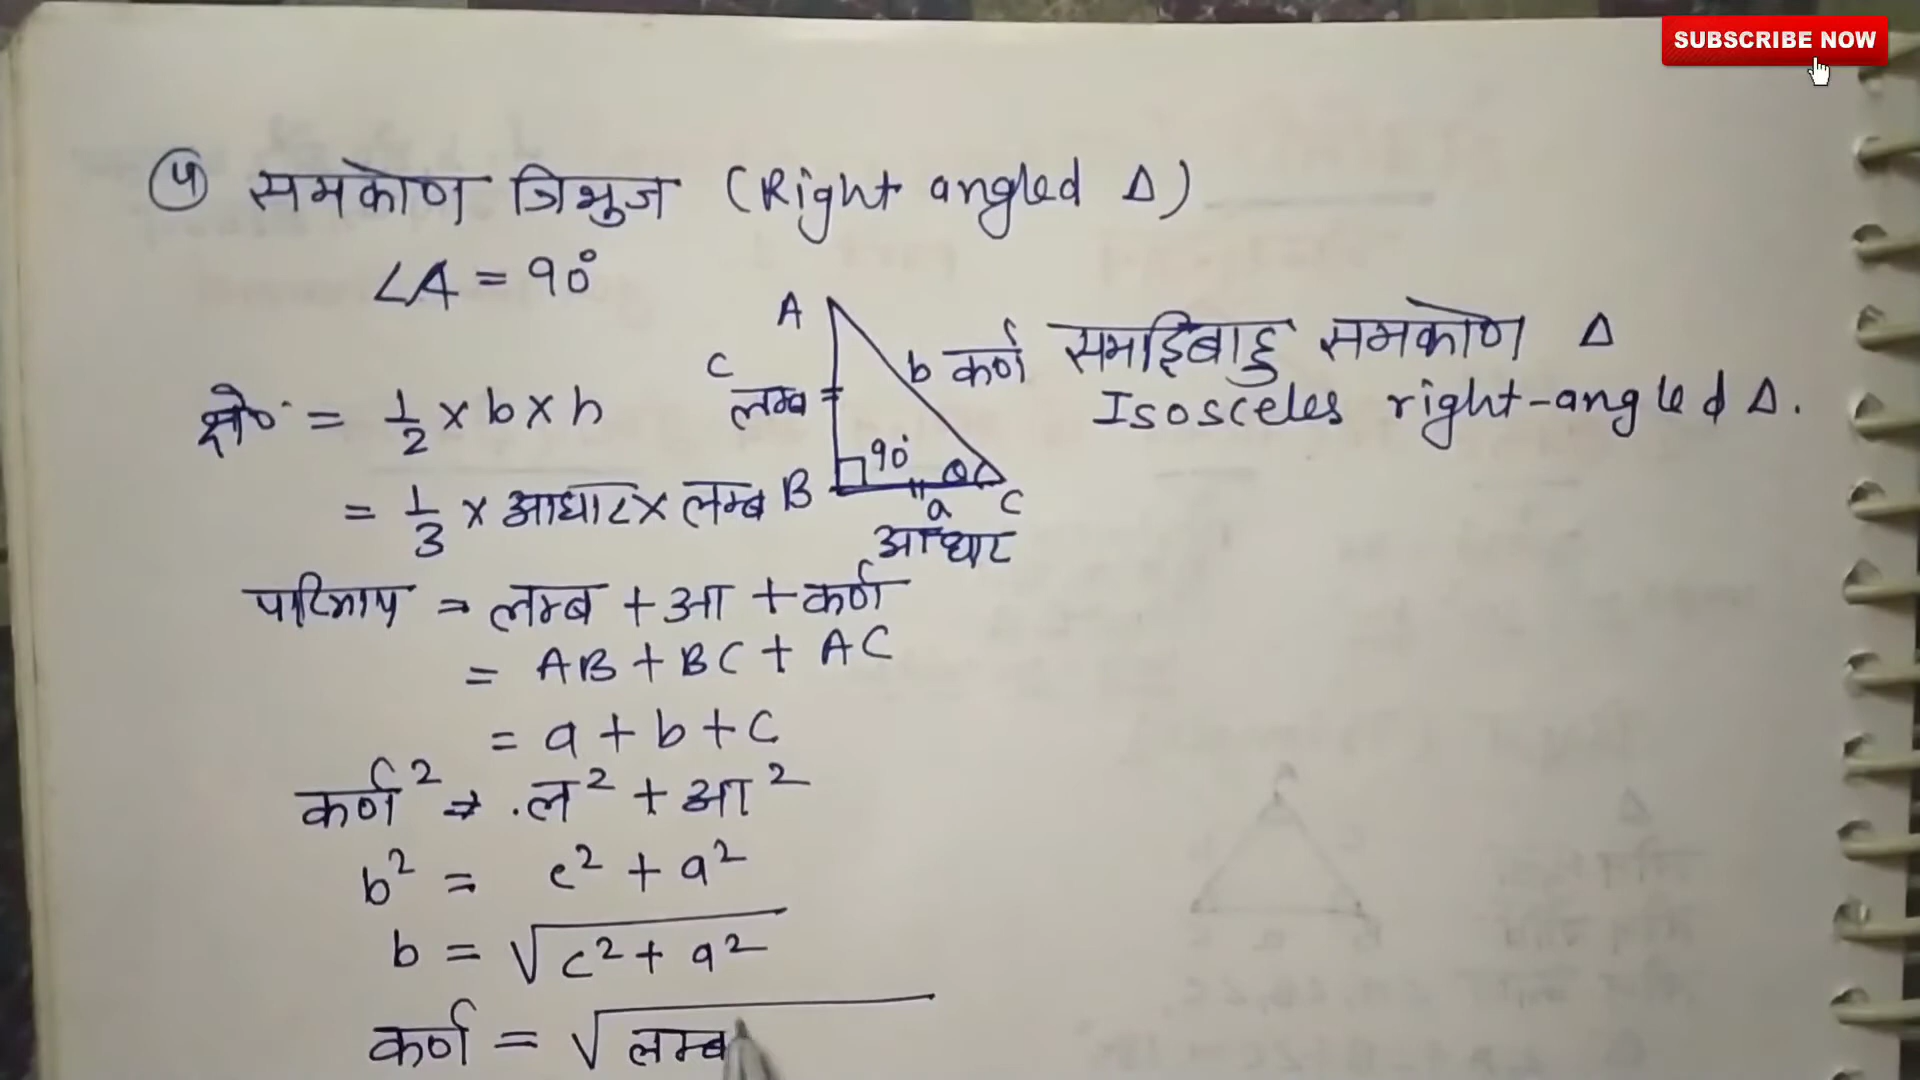 SUBSCRIBE NOW
५ समकोण त्रिभुज (Right angled Δ)
∠A = 90°
A
C
लम्ब
b कर्ण
90°
B
a
C
आधार
समद्विबाहु समकोण Δ
Isosceles right-angled Δ.
क्षे० = 1/2 × b × h
= 1/3 × आधार × लम्ब
परिमाप = लम्ब + आ + कर्ण
= AB + BC + AC
= a + b + c
कर्ण² = ल² + आ²
b² = c² + a²
b = √c² + a²
कर्ण = √लम्ब